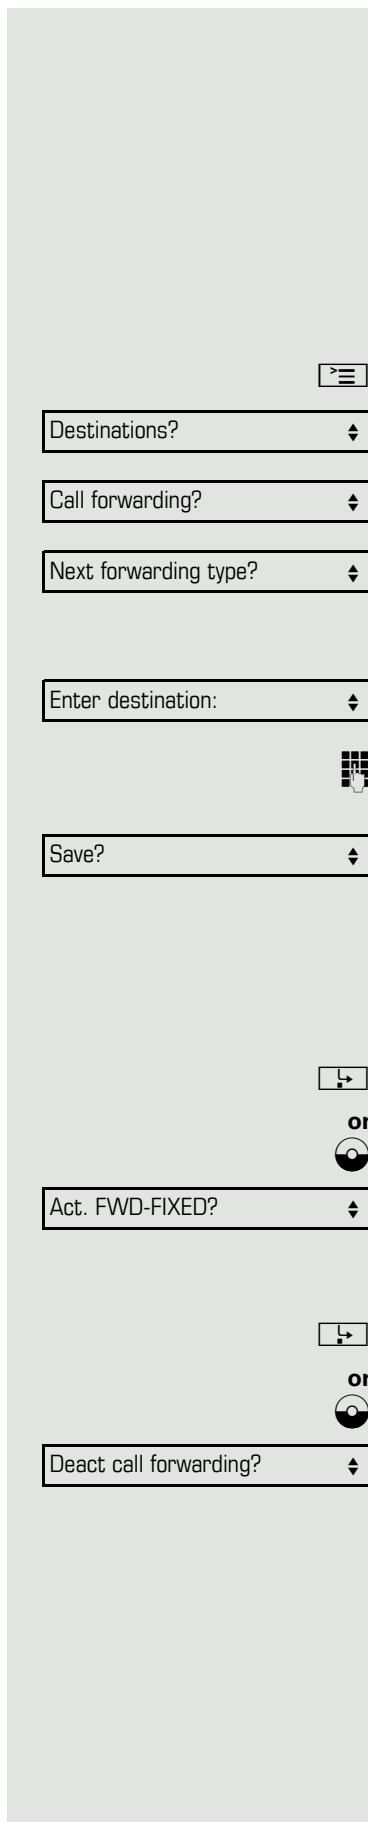 Destinations?
Call forwarding?
Next forwarding type?
Enter destination:
Save?
or
Act. FWD-FIXED?
or
Deact call forwarding?